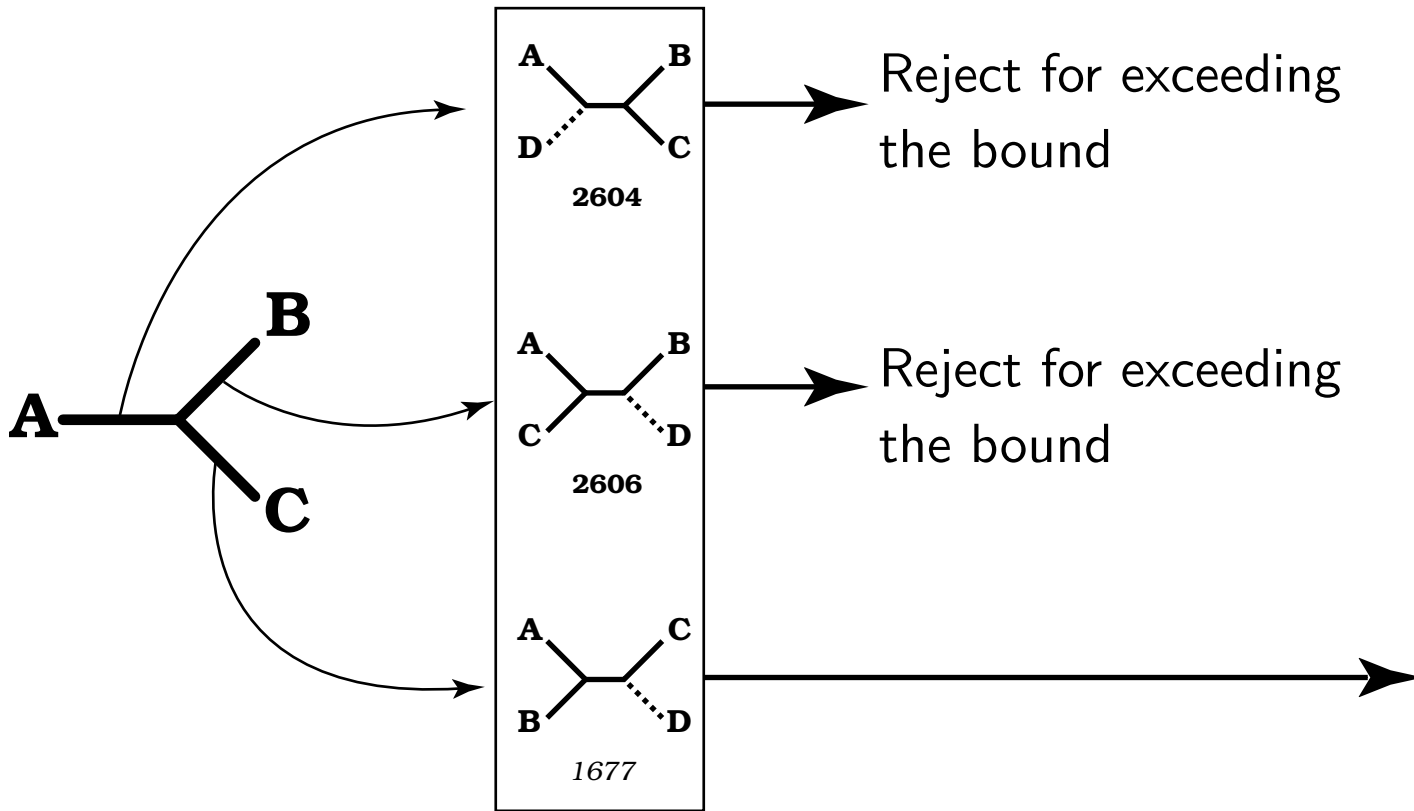 A B
D C
2604
Reject for exceeding
the bound
A B
C D
2606
Reject for exceeding
the bound
B
A
C
A C
B D
1677